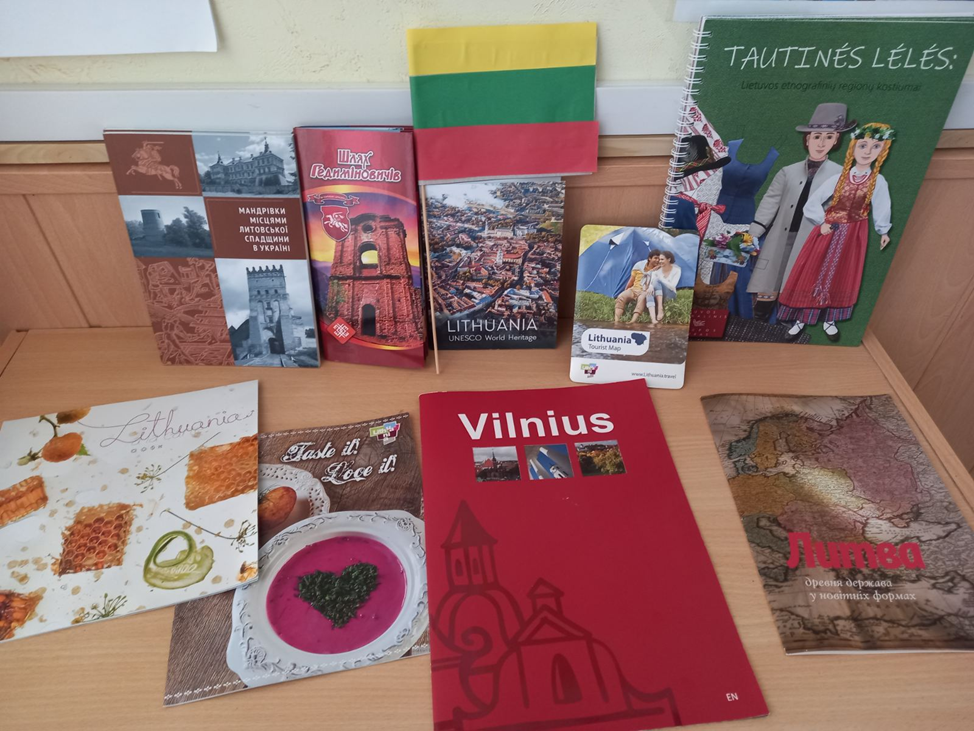 TAUTINĖS LĖLĖS:
Lietuvos etnografinių regionų kostiumai
МАНДРІВКИ
МІСЦЯМИ
ЛИТОВСЬКОЇ
СПАДЩИНИ
В УКРАЇНІ
Шлях
Гедиміновичів
LITHUANIA
UNESCO World Heritage
Lithuania
Tourist Map
www.lithuania.travel
Lithuania
Taste it!
Love it!
Vilnius
EN
Литва
древня держава
у новітніх формах